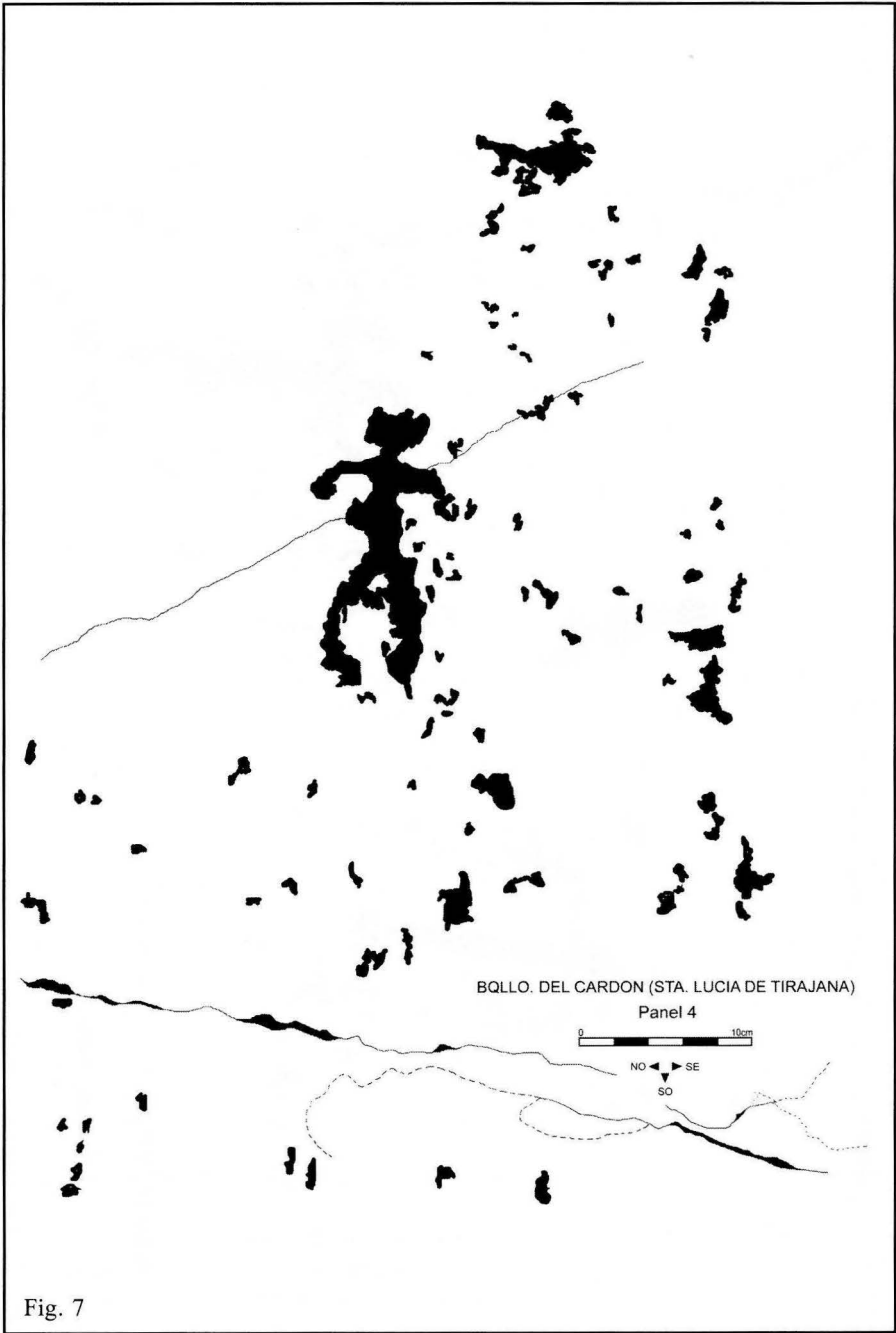 BQLLO. DEL CARDON (STA. LUCIA DE TIRAJANA)
Panel 4
0 10cm
NO SE
SO
Fig. 7